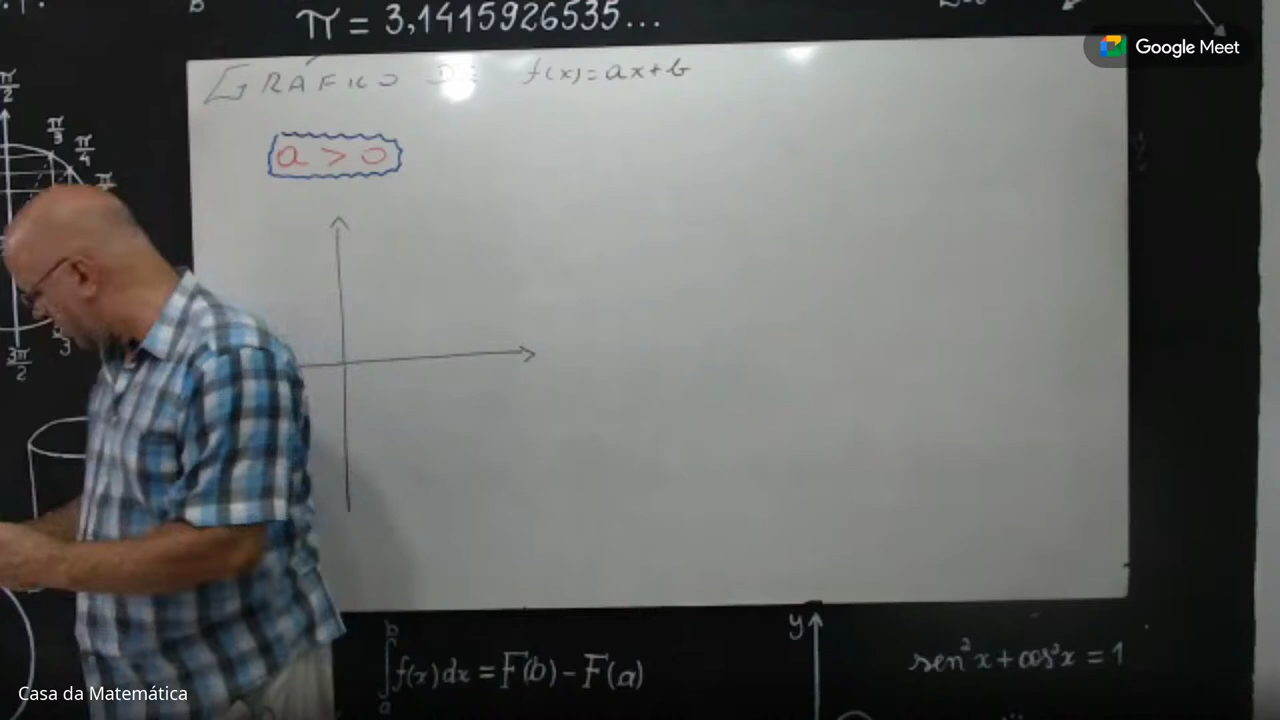 π = 3,1415926535...
Google Meet
GRÁFICO DE f(x) = ax + b
a > 0
π/2
π/3
π/4
3π/2
∫ₐᵇ f(x) dx = F(b) - F(a)
y
sen²x + cos²x = 1
Casa da Matemática